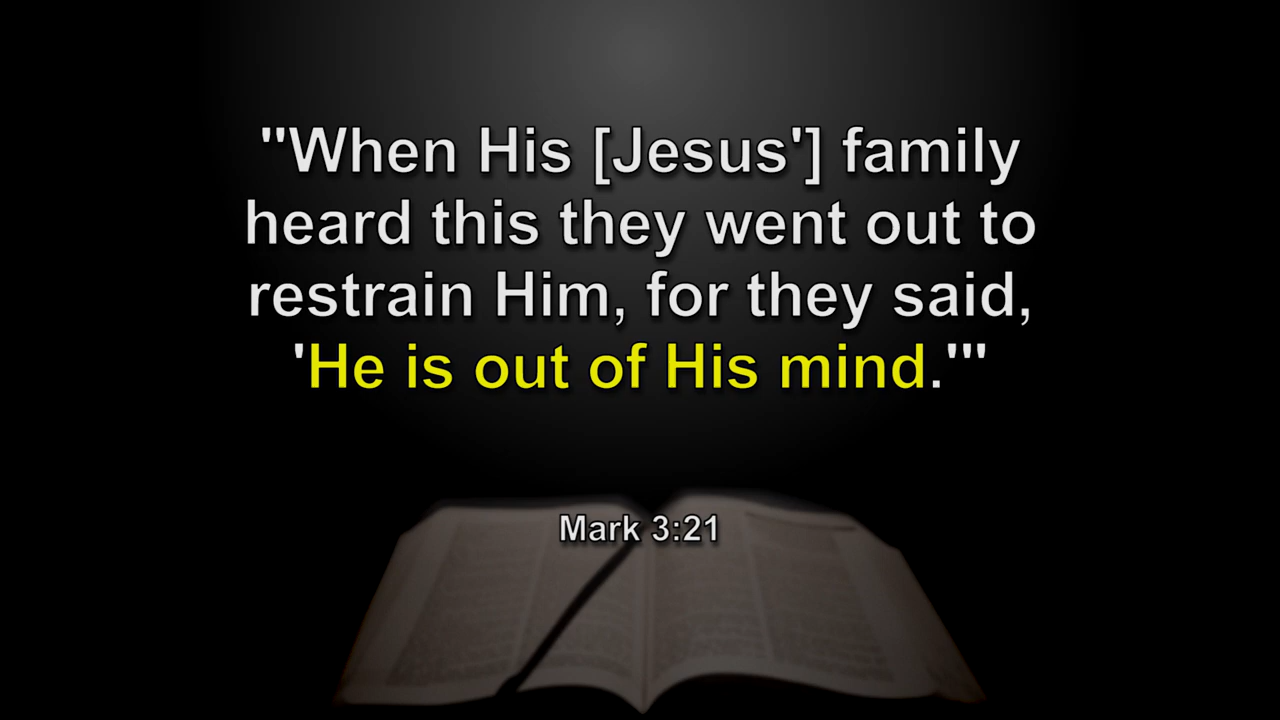 "When His [Jesus'] family
heard this they went out to
restrain Him, for they said,
'He is out of His mind.'"
Mark 3:21